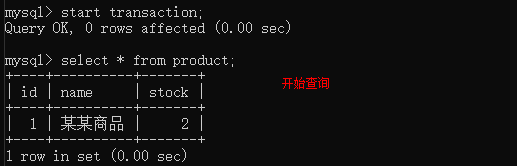 mysql> start transaction;
Query OK, 0 rows affected (0.00 sec)
mysql> select * from product;
+----+----------+-------+
| id | name     | stock |
+----+----------+-------+
|  1 | 某某商品 |     2 |
+----+----------+-------+
1 row in set (0.00 sec)
开始查询